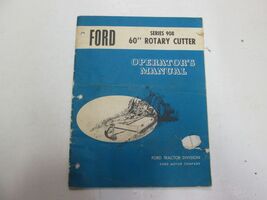 FORD
SERIES 908
60" ROTARY CUTTER
OPERATOR'S
MANUAL
FORD TRACTOR DIVISION
FORD MOTOR COMPANY